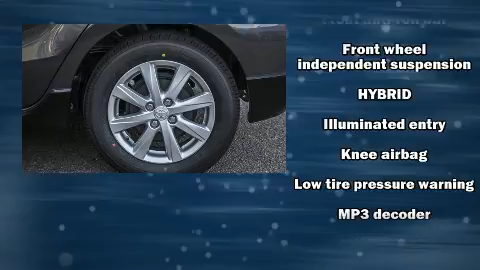 Front wheel
independent suspension
HYBRID
Illuminated entry
Knee airbag
Low tire pressure warning
MP3 decoder